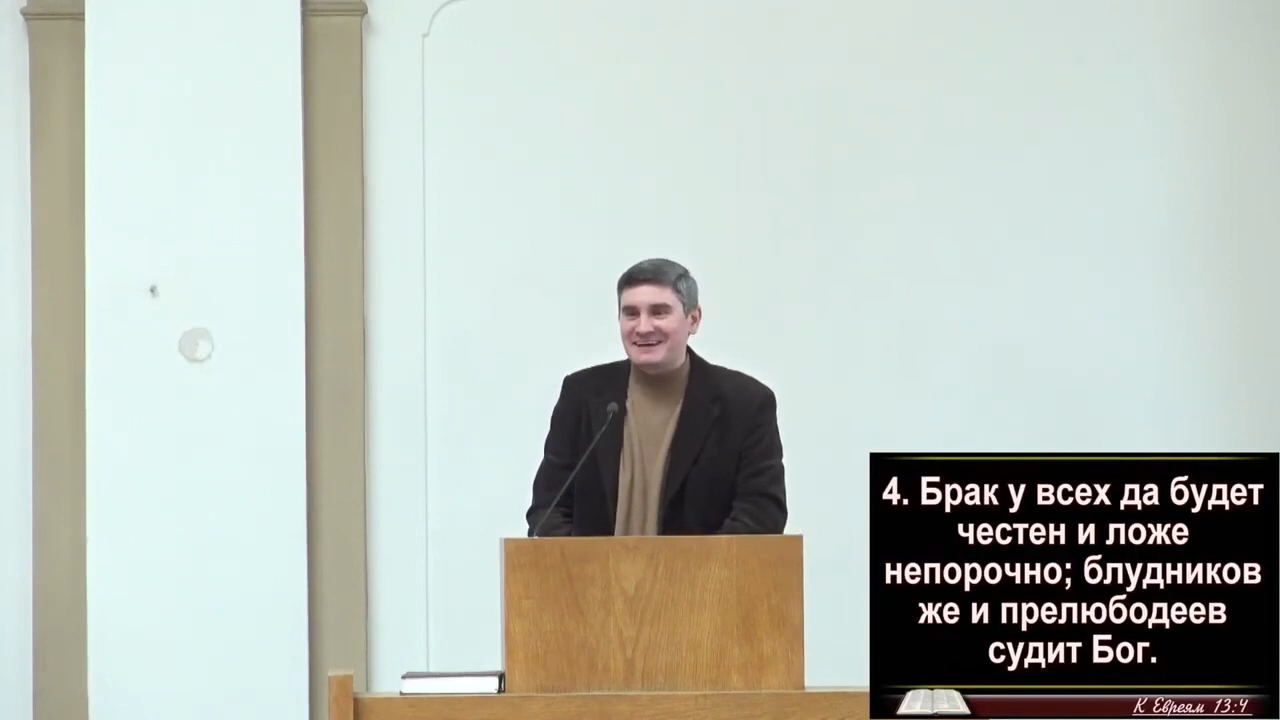 4. Брак у всех да будет
честен и ложе
непорочно; блудников
же и прелюбодеев
судит Бог.
К Евреям 13:4